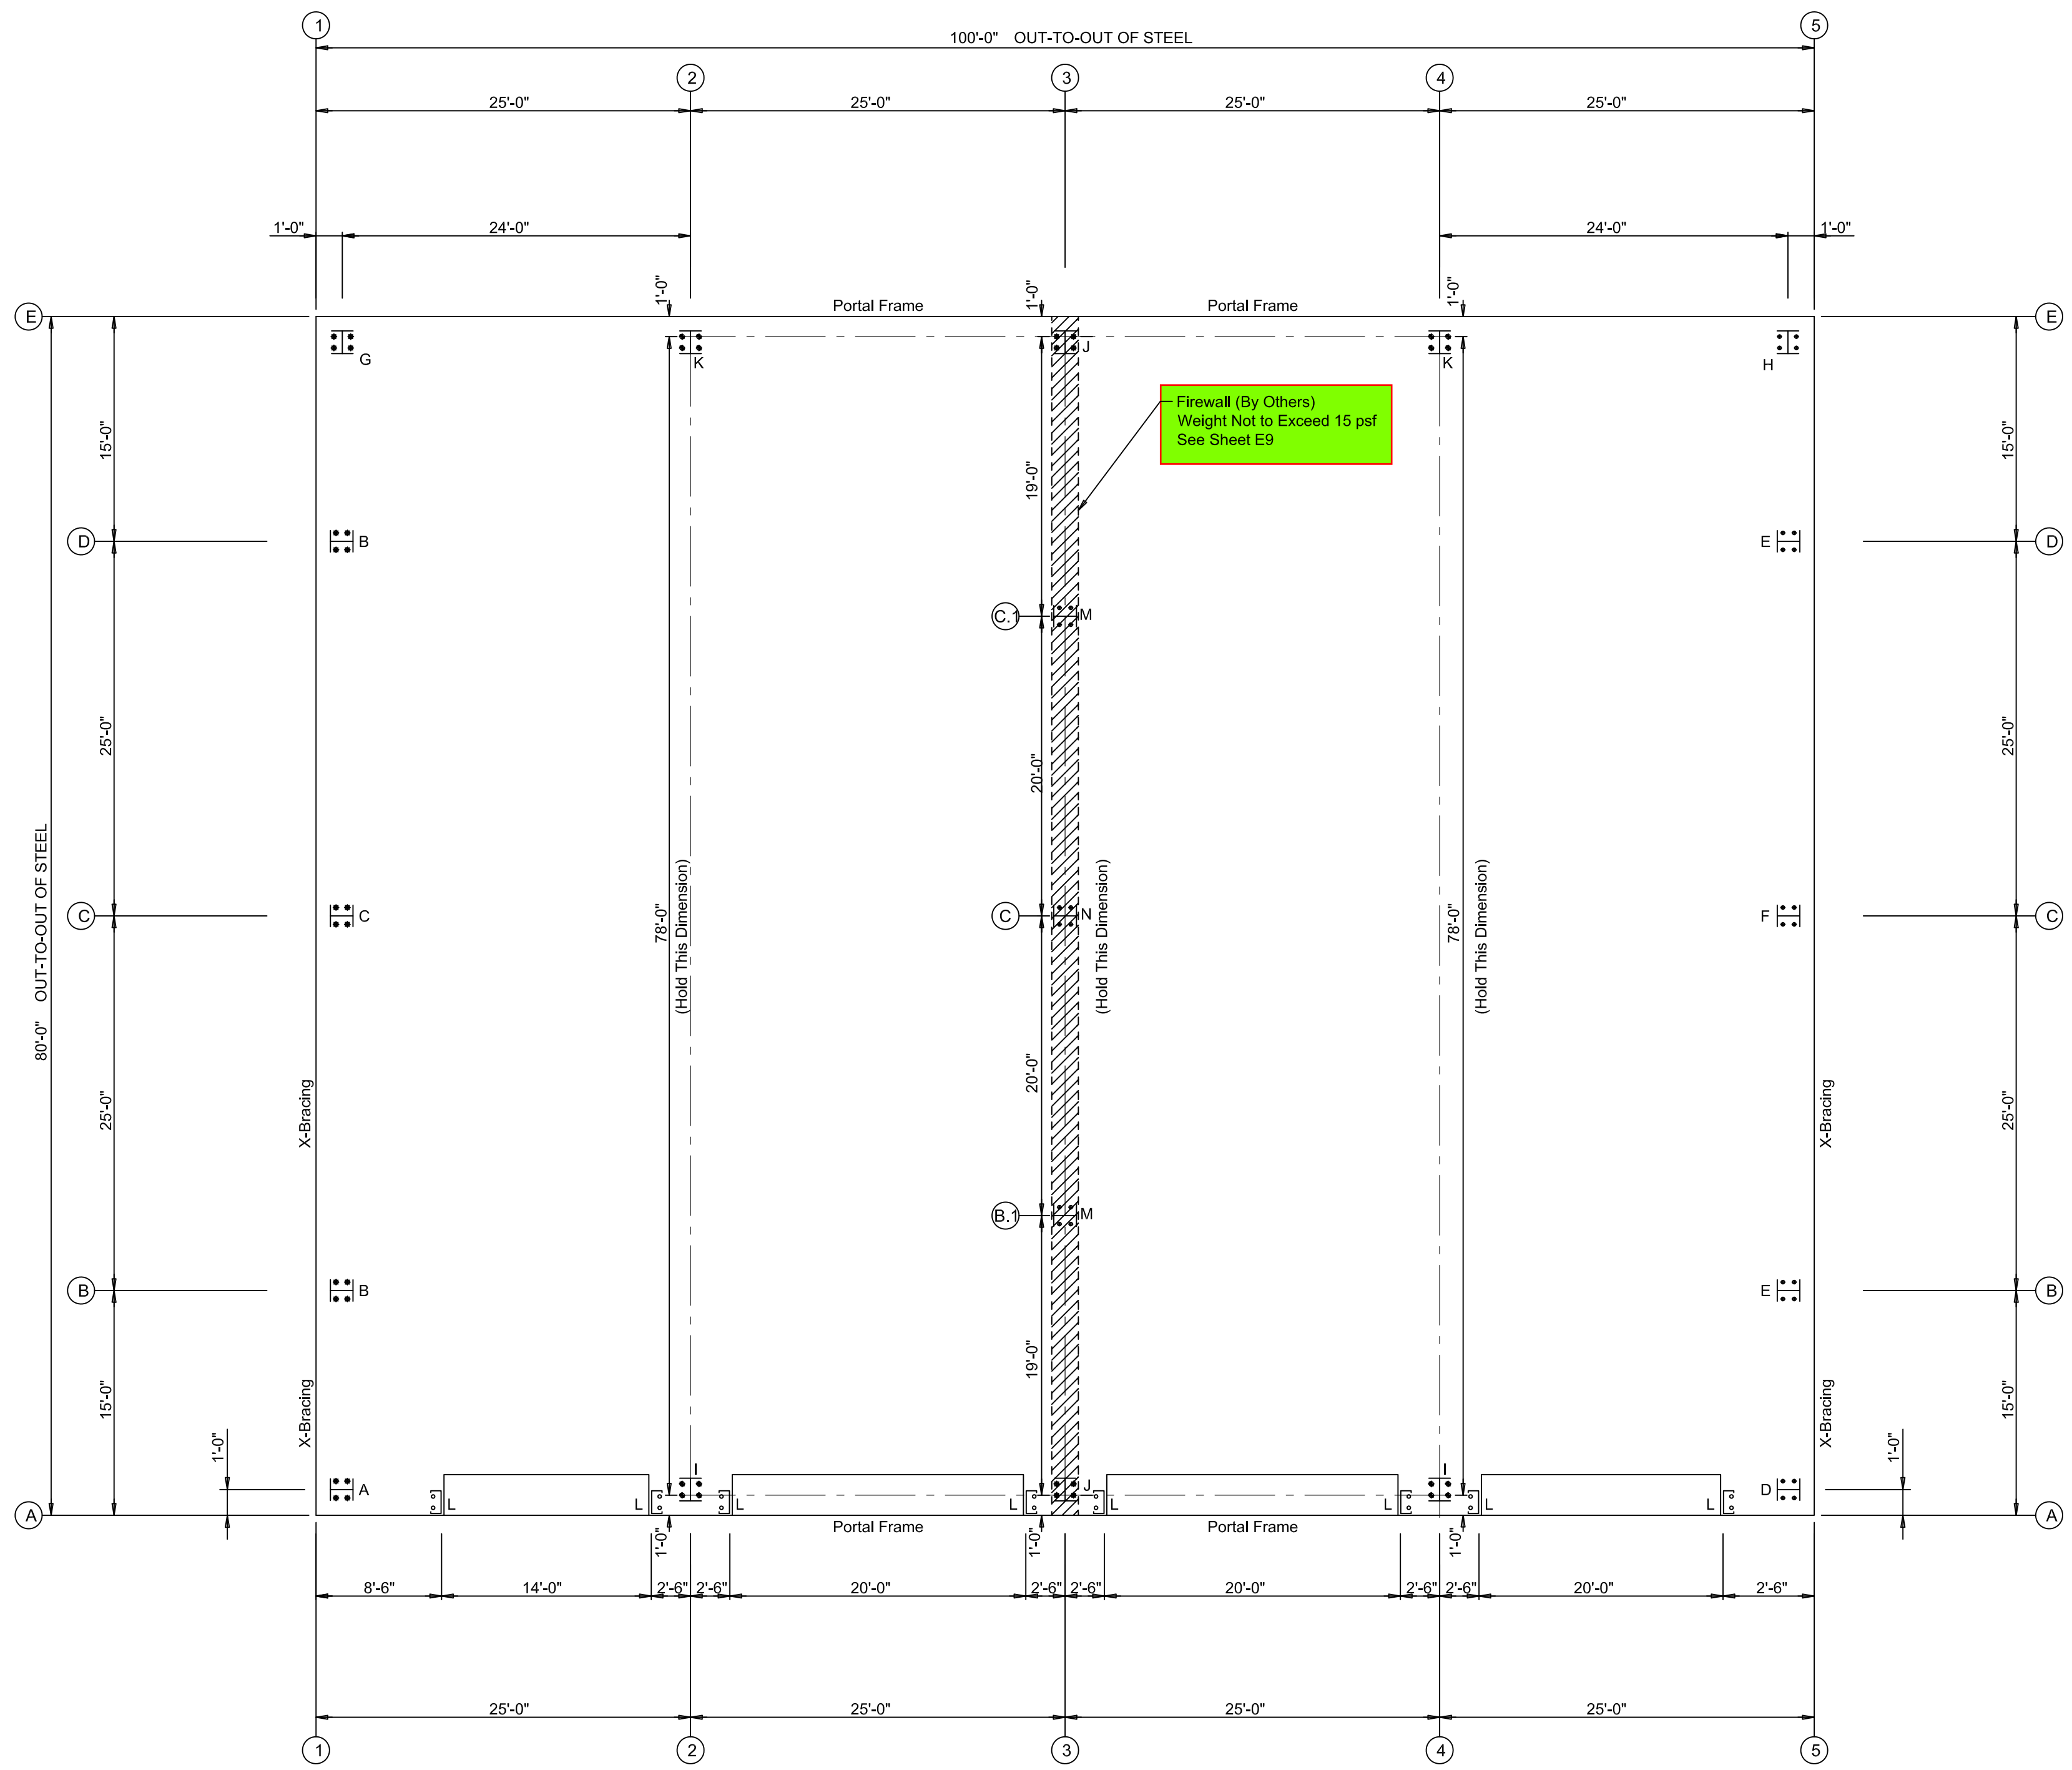 1
5
100'-0" OUT-TO-OUT OF STEEL
2
3
4
25'-0"
25'-0"
25'-0"
25'-0"
1'-0"
24'-0"
24'-0"
1'-0"
1'-0"
1'-0"
1'-0"
Portal Frame
Portal Frame
E
E
G
K
J
K
H
Firewall (By Others)
Weight Not to Exceed 15 psf
See Sheet E9
15'-0"
19'-0"
15'-0"
D
B
E
D
C.1
M
25'-0"
20'-0"
25'-0"
80'-0" OUT-TO-OUT OF STEEL
78'-0"
(Hold This Dimension)
(Hold This Dimension)
78'-0"
(Hold This Dimension)
C
C
C
N
F
C
X-Bracing
25'-0"
20'-0"
25'-0"
X-Bracing
B.1
M
B
B
E
B
X-Bracing
15'-0"
19'-0"
15'-0"
X-Bracing
1'-0"
1'-0"
A
I
J
I
D
L
L
L
L
L
L
L
L
A
A
Portal Frame
Portal Frame
1'-0"
1'-0"
1'-0"
8'-6"
14'-0"
2'-6"
2'-6"
20'-0"
2'-6"
2'-6"
20'-0"
2'-6"
2'-6"
20'-0"
2'-6"
25'-0"
25'-0"
25'-0"
25'-0"
1
2
3
4
5